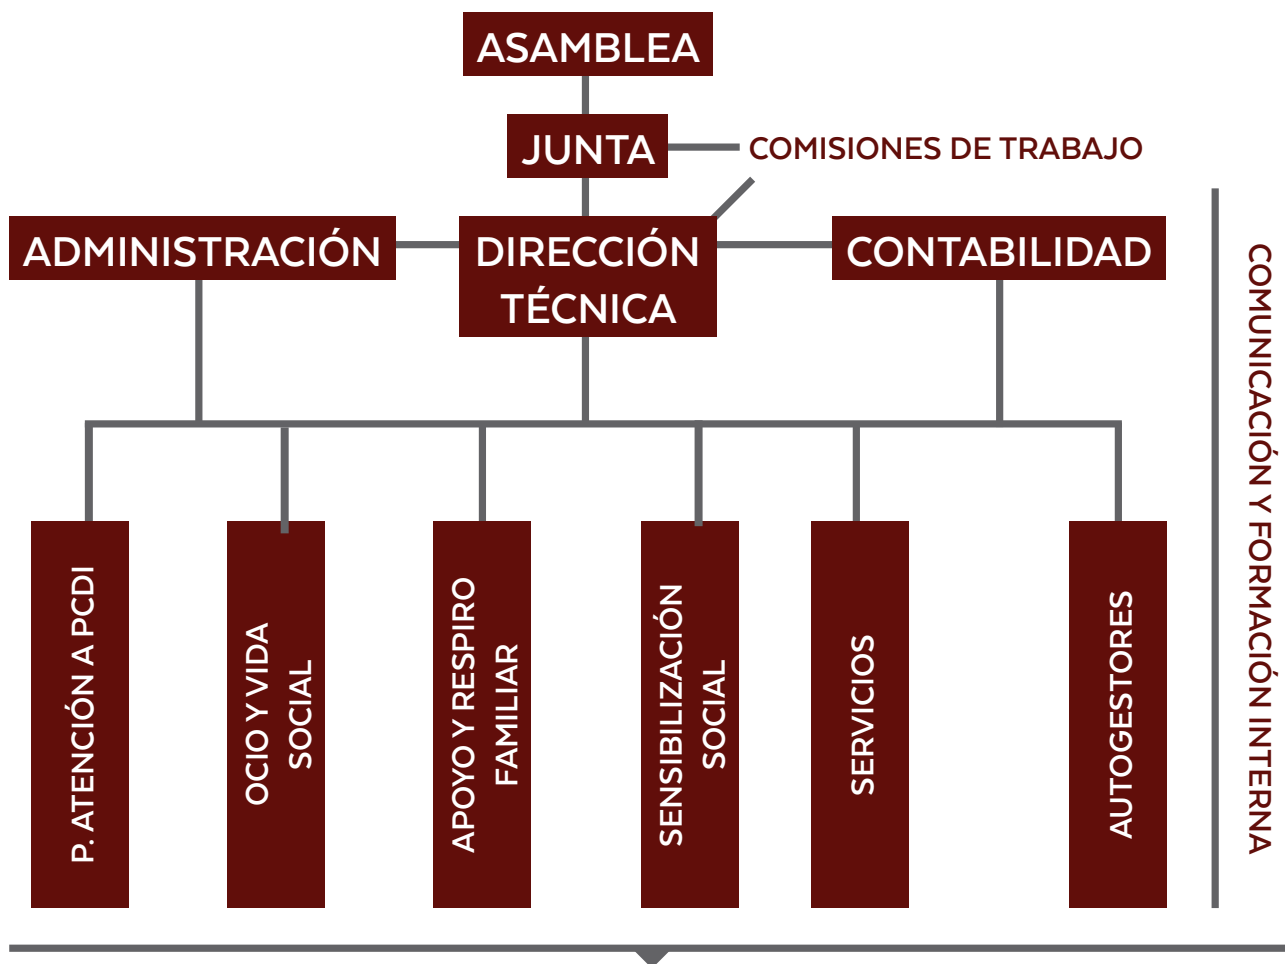 ASAMBLEA
JUNTA
COMISIONES DE TRABAJO
ADMINISTRACIÓN
DIRECCIÓN
TÉCNICA
CONTABILIDAD
P. ATENCIÓN A PCDI
OCIO Y VIDA
SOCIAL
APOYO Y RESPIRO
FAMILIAR
SENSIBILIZACIÓN
SOCIAL
SERVICIOS
AUTOGESTORES
COMUNICACIÓN Y FORMACIÓN INTERNA